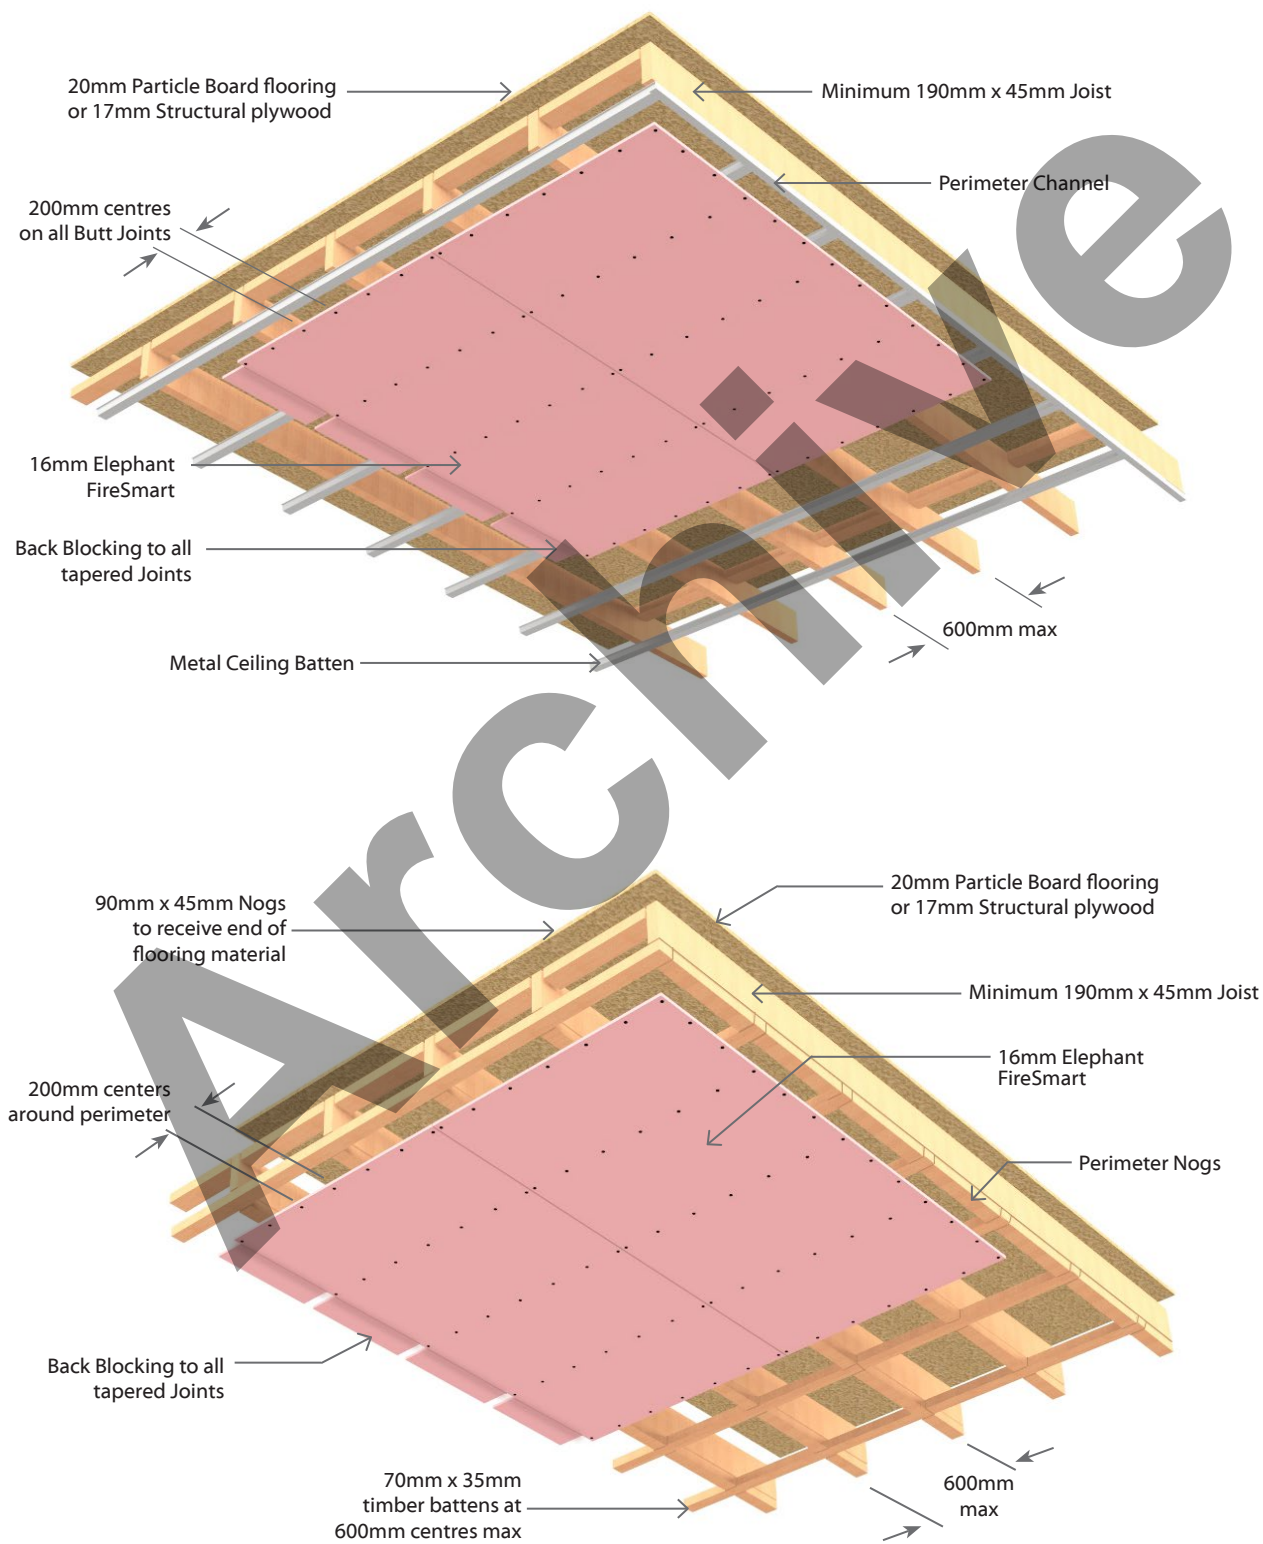 20mm Particle Board flooring
or 17mm Structural plywood
Minimum 190mm x 45mm Joist
Perimeter Channel
200mm centres
on all Butt Joints
16mm Elephant
FireSmart
Back Blocking to all
tapered Joints
600mm max
Metal Ceiling Batten
Archive
20mm Particle Board flooring
or 17mm Structural plywood
90mm x 45mm Nogs
to receive end of
flooring material
Minimum 190mm x 45mm Joist
16mm Elephant
FireSmart
200mm centers
around perimeter
Perimeter Nogs
Back Blocking to all
tapered Joints
70mm x 35mm
timber battens at
600mm centres max
600mm
max